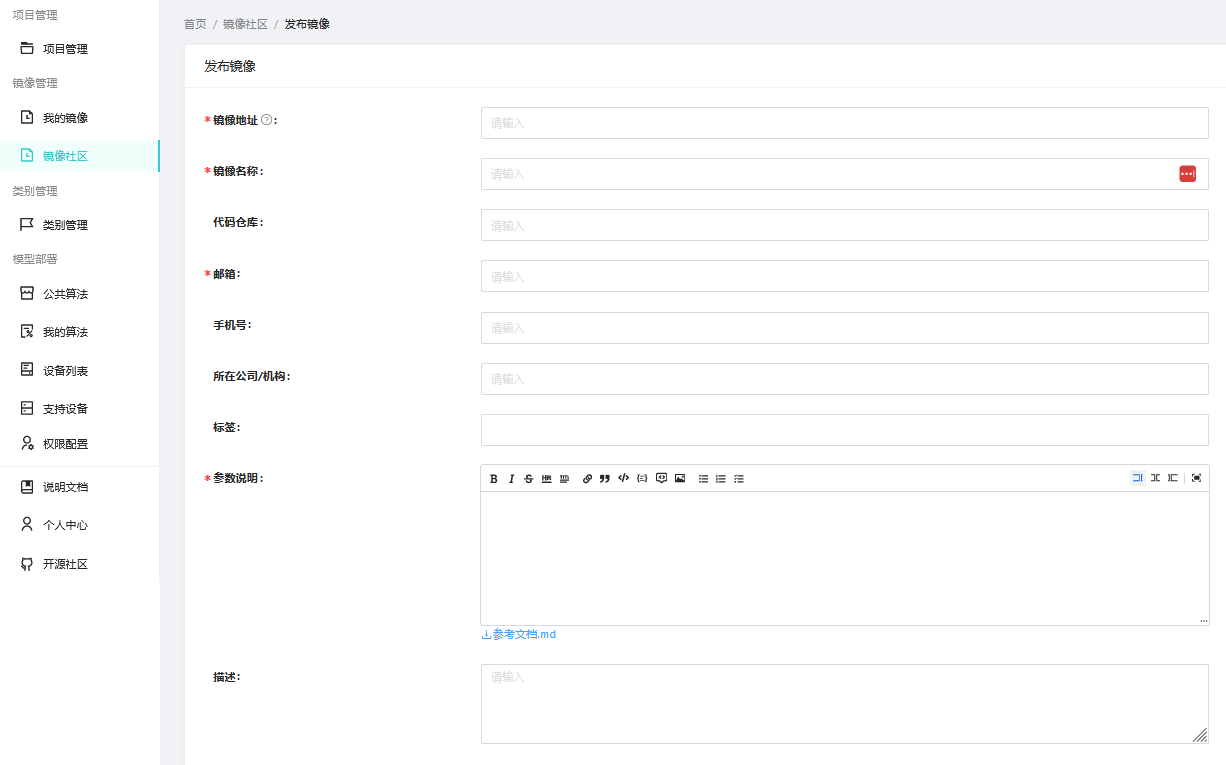 项目管理
项目管理
镜像管理
我的镜像
镜像社区
类别管理
类别管理
模型部署
公共算法
我的算法
设备列表
支持设备
权限配置
说明文档
个人中心
开源社区
首页 / 镜像社区 / 发布镜像
发布镜像
*镜像地址?: 请输入
*镜像名称: 请输入
代码仓库: 请输入
*邮箱: 请输入
手机号: 请输入
所在公司/机构: 请输入
标签:
*参数说明:
参考文档.md
描述: 请输入